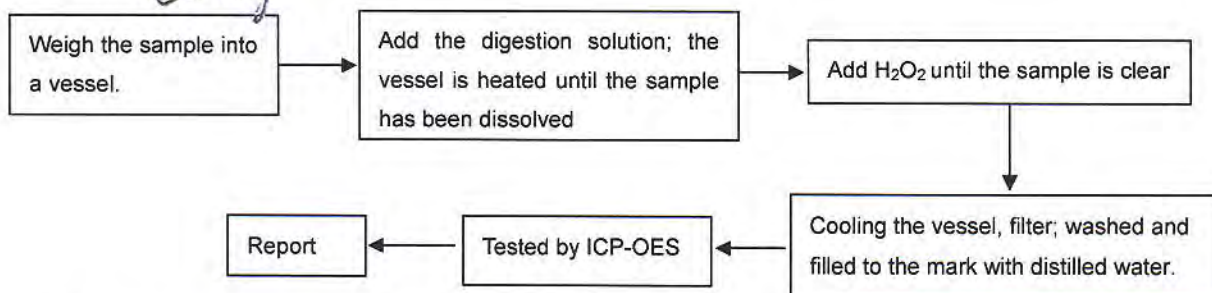 Weigh the sample into
a vessel.
Add the digestion solution; the
vessel is heated until the sample
has been dissolved
Add H₂O₂ until the sample is clear
Cooling the vessel, filter; washed and
filled to the mark with distilled water.
Tested by ICP-OES
Report